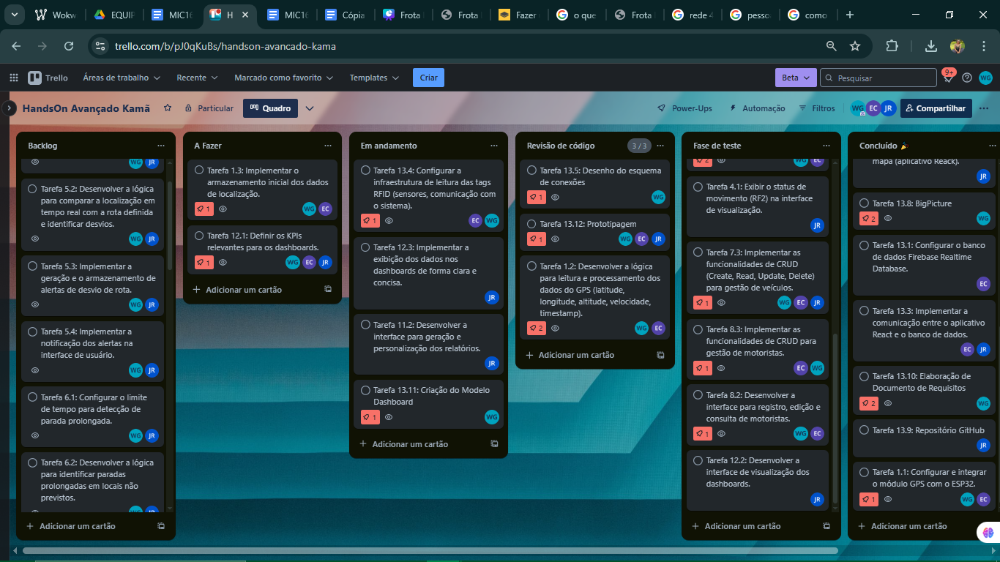 Wokw
EQUIP
MIC16
H
MIC16
Cópia
Frota
Frota
Fazer
o que
Frota
rede 4
pesso
como
trello.com/b/pJ0qKuBs/handson-avancado-kama
Trello
Áreas de trabalho
Recente
Marcado como favorito
Templates
Criar
Beta
Pesquisar
9+
WG
HandsOn Avançado Kamã
Particular
Quadro
Power-Ups
Automação
Filtros
WG EC JR
Compartilhar
Backlog
WG JR
Tarefa 5.2: Desenvolver a lógica
para comparar a localização em
tempo real com a rota definida
e identificar desvios.
WG JR
Tarefa 5.3: Implementar a
geração e o armazenamento de
alertas de desvio de rota.
WG JR
Tarefa 5.4: Implementar a
notificação dos alertas na
interface de usuário.
WG JR
Tarefa 6.1: Configurar o limite
de tempo para detecção de
parada prolongada.
WG JR
Tarefa 6.2: Desenvolver a lógica
para identificar paradas
prolongadas em locais não
previstos.
WG JR
Adicionar um cartão
A Fazer
Tarefa 1.3: Implementar o
armazenamento inicial dos dados
de localização.
1 WG EC
Tarefa 12.1: Definir os KPIs
relevantes para os dashboards.
1 WG EC JR
Adicionar um cartão
Em andamento
Tarefa 13.4: Configurar a
infraestrutura de leitura das tags
RFID (sensores, comunicação com
o sistema).
1 EC WG
Tarefa 12.3: Implementar a
exibição dos dados nos
dashboards de forma clara e
concisa.
JR
Tarefa 11.2: Desenvolver a
interface para geração e
personalização dos relatórios.
JR
Tarefa 13.11: Criação do Modelo
Dashboard
1 WG
Adicionar um cartão
Revisão de código
3 / 3
Tarefa 13.5: Desenho do esquema
de conexões
1 WG
Tarefa 13.12: Prototipagem
1 WG EC JR
Tarefa 1.2: Desenvolver a lógica
para leitura e processamento dos
dados do GPS (latitude,
longitude, altitude, velocidade,
timestamp).
2 WG EC
Adicionar um cartão
Fase de teste
2 WG EC
Tarefa 4.1: Exibir o status de
movimento (RF2) na interface
de visualização.
JR
Tarefa 7.3: Implementar as
funcionalidades de CRUD
(Create, Read, Update, Delete)
para gestão de veículos.
1 WG EC JR
Tarefa 8.3: Implementar as
funcionalidades de CRUD para
gestão de motoristas.
1 EC WG
Tarefa 8.2: Desenvolver a
interface para registro, edição e
consulta de motoristas.
1 WG EC
Tarefa 12.2: Desenvolver a
interface de visualização dos
dashboards.
JR
Adicionar um cartão
Concluído
mapa (aplicativo React).
JR
Tarefa 13.8: BigPicture
2 WG
Tarefa 13.1: Configurar o banco
de dados Firebase Realtime
Database.
EC
Tarefa 13.3: Implementar a
comunicação entre o aplicativo
React e o banco de dados.
EC JR
Tarefa 13.10: Elaboração de
Documento de Requisitos
2 WG
Tarefa 13.9: Repositório GitHub
JR
Tarefa 1.1: Configurar e integrar
o módulo GPS com o ESP32.
1 WG EC
Adicionar um cartão